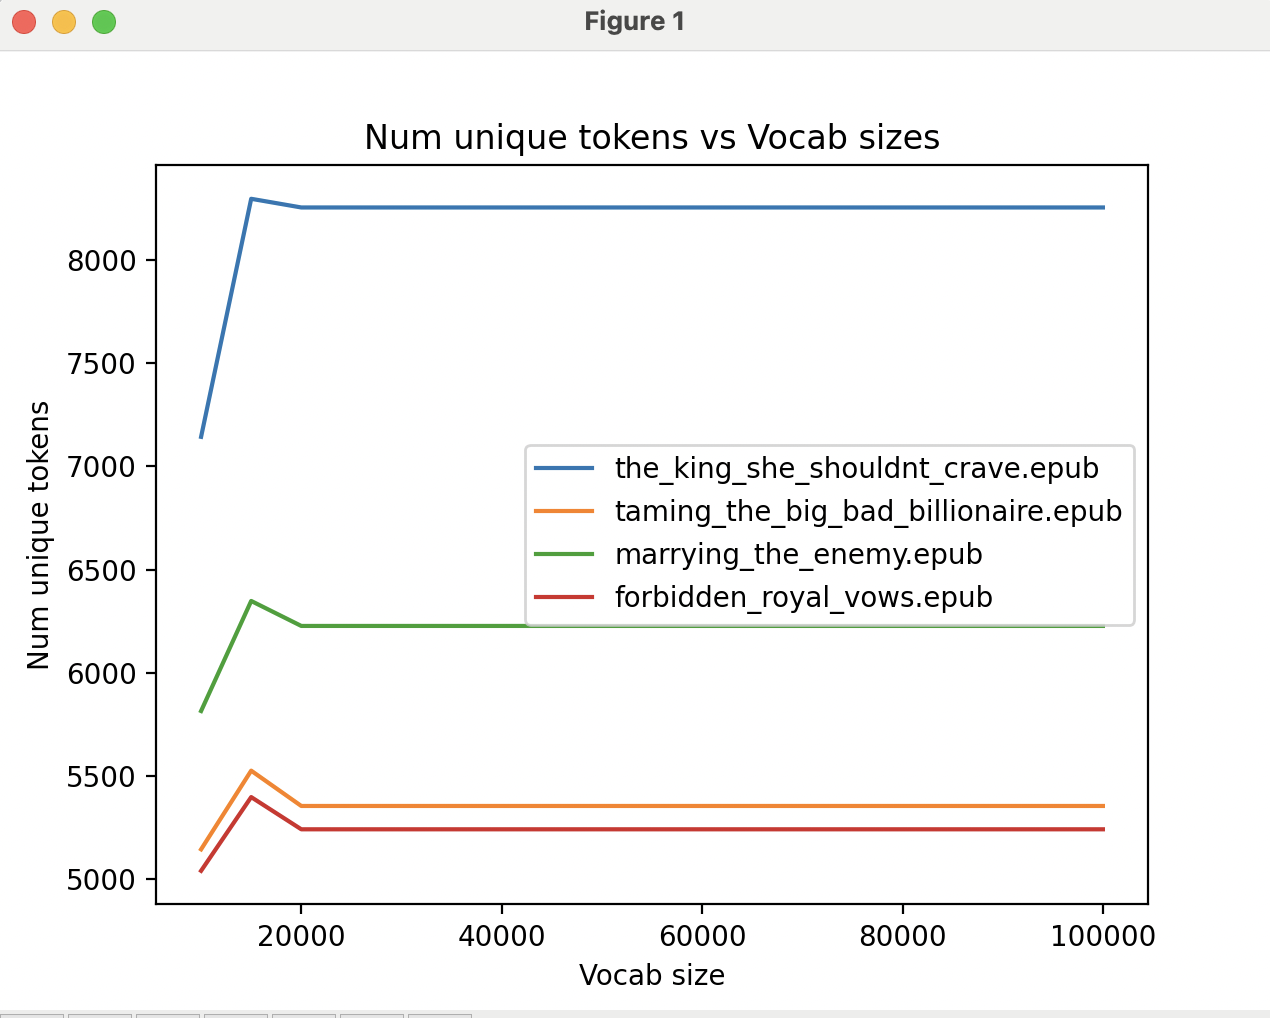 Figure 1
Num unique tokens vs Vocab sizes
8000
7500
7000
6500
6000
5500
5000
Num unique tokens
the_king_she_shouldnt_crave.epub
taming_the_big_bad_billionaire.epub
marrying_the_enemy.epub
forbidden_royal_vows.epub
20000 40000 60000 80000 100000
Vocab size